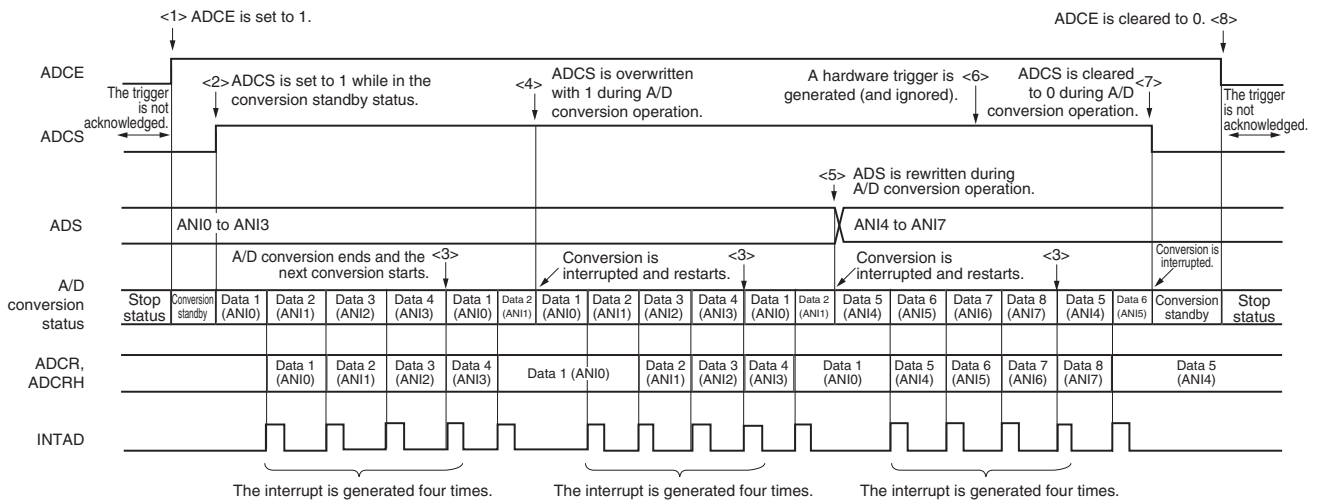 <1> ADCE is set to 1.
ADCE is cleared to 0. <8>
ADCE
The trigger
is not
acknowledged.
<2> ADCS is set to 1 while in the
conversion standby status.
<4> ADCS is overwritten
with 1 during A/D
conversion operation.
A hardware trigger is <6>
generated (and ignored).
ADCS is cleared <7>
to 0 during A/D
conversion operation.
The trigger
is not
acknowledged.
ADCS
<5> ADS is rewritten during
A/D conversion operation.
ADS
ANI0 to ANI3
ANI4 to ANI7
A/D conversion ends and the <3>
next conversion starts.
Conversion is
interrupted and restarts.
<3>
Conversion is
interrupted and restarts.
<3>
Conversion is
interrupted.
A/D
conversion
status
Stop Conversion Data 1 Data 2 Data 3 Data 4 Data 1 Data 2 Data 1 Data 2 Data 3 Data 4 Data 1 Data 2 Data 5 Data 6 Data 7 Data 8 Data 5 Data 6 Conversion Stop
status standby (ANI0) (ANI1) (ANI2) (ANI3) (ANI0) (ANI1) (ANI0) (ANI1) (ANI2) (ANI3) (ANI0) (ANI1) (ANI4) (ANI5) (ANI6) (ANI7) (ANI4) (ANI5) standby status
ADCR,
ADCRH
Data 1 Data 2 Data 3 Data 4 Data 1 (ANI0) Data 2 Data 3 Data 4 Data 1 Data 5 Data 6 Data 7 Data 8 Data 5
(ANI0) (ANI1) (ANI2) (ANI3) (ANI1) (ANI2) (ANI3) (ANI0) (ANI4) (ANI5) (ANI6) (ANI7) (ANI4)
INTAD
The interrupt is generated four times. The interrupt is generated four times. The interrupt is generated four times.